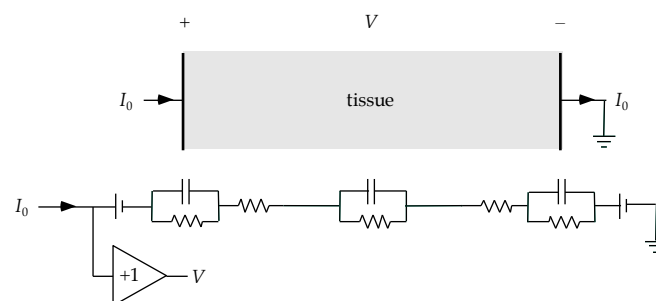 + V −
I₀ tissue I₀
I₀
+1 V